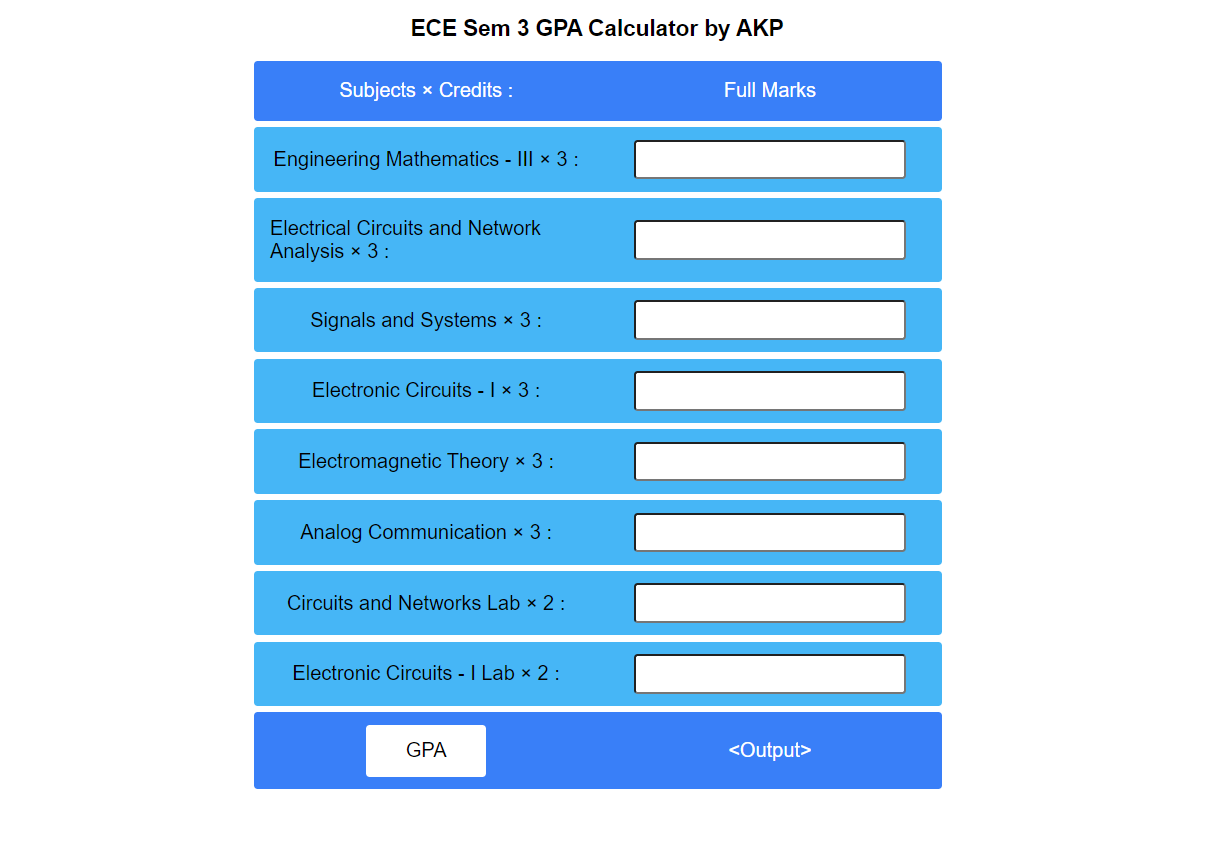 ECE Sem 3 GPA Calculator by AKP
Subjects × Credits : Full Marks
Engineering Mathematics - III × 3 :
Electrical Circuits and Network
Analysis × 3 :
Signals and Systems × 3 :
Electronic Circuits - I × 3 :
Electromagnetic Theory × 3 :
Analog Communication × 3 :
Circuits and Networks Lab × 2 :
Electronic Circuits - I Lab × 2 :
GPA <Output>